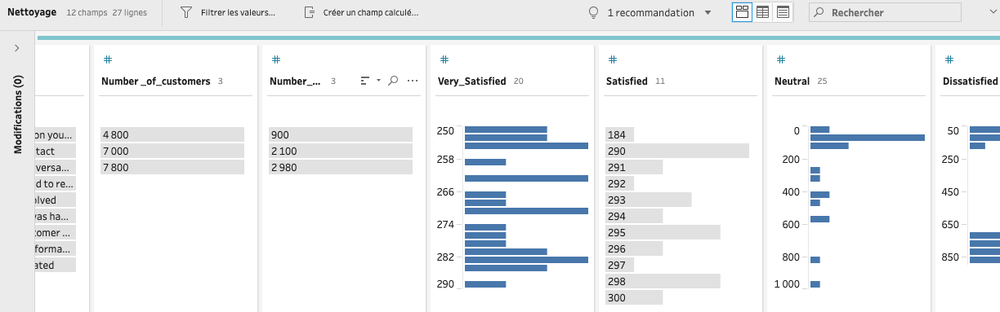 Nettoyage 12 champs 27 lignes Filtrer les valeurs... Créer un champ calculé... 1 recommandation Rechercher
Modifications (0)
on you...
tact
versa...
d to re...
olved
was ha...
tomer ...
forma...
ated
# Number _of_customers 3
4 800
7 000
7 800
# Number_... 3
900
2 100
2 980
# Very_Satisfied 20
250
258
266
274
282
290
# Satisfied 11
184
290
291
292
293
294
295
296
297
298
300
# Neutral 25
0
200
400
600
800
1 000
# Dissatisfied
50
250
450
650
850